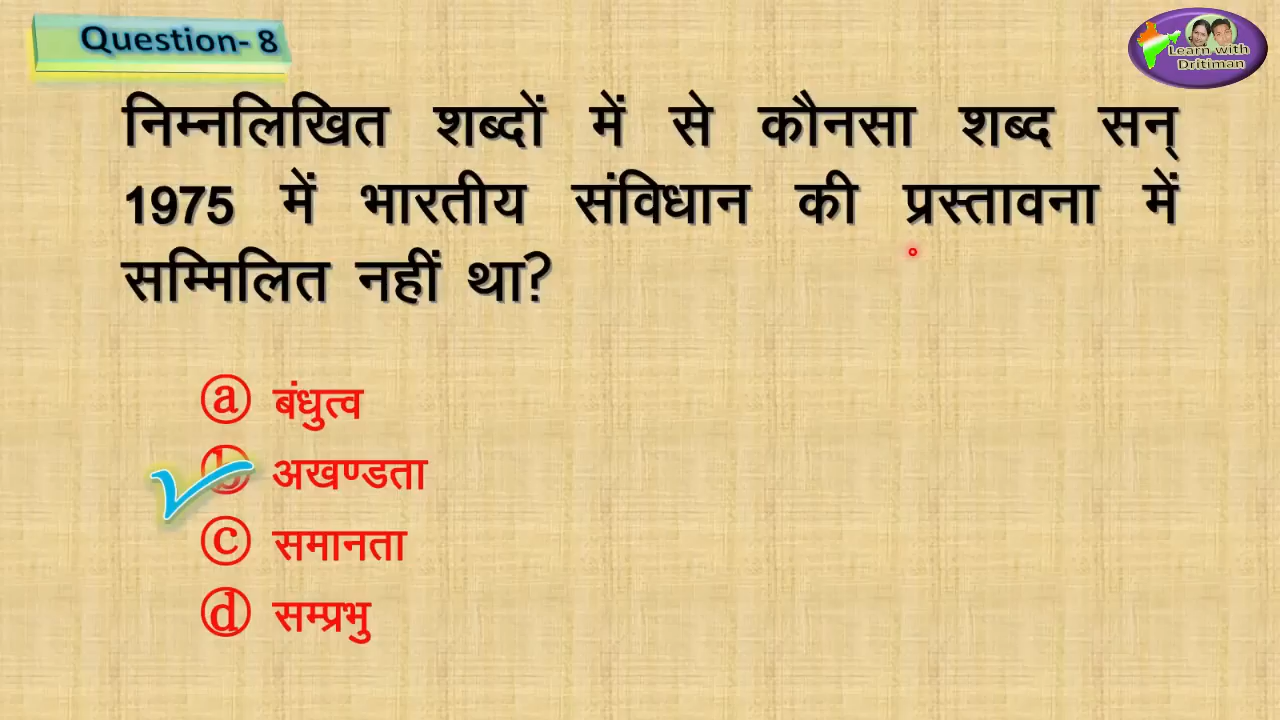 Question- 8
Learn with
Dritiman
निम्नलिखित शब्दों में से कौनसा शब्द सन्
1975 में भारतीय संविधान की प्रस्तावना में
सम्मिलित नहीं था?
ⓐ बंधुत्व
ⓑ अखण्डता
ⓒ समानता
ⓓ सम्प्रभु